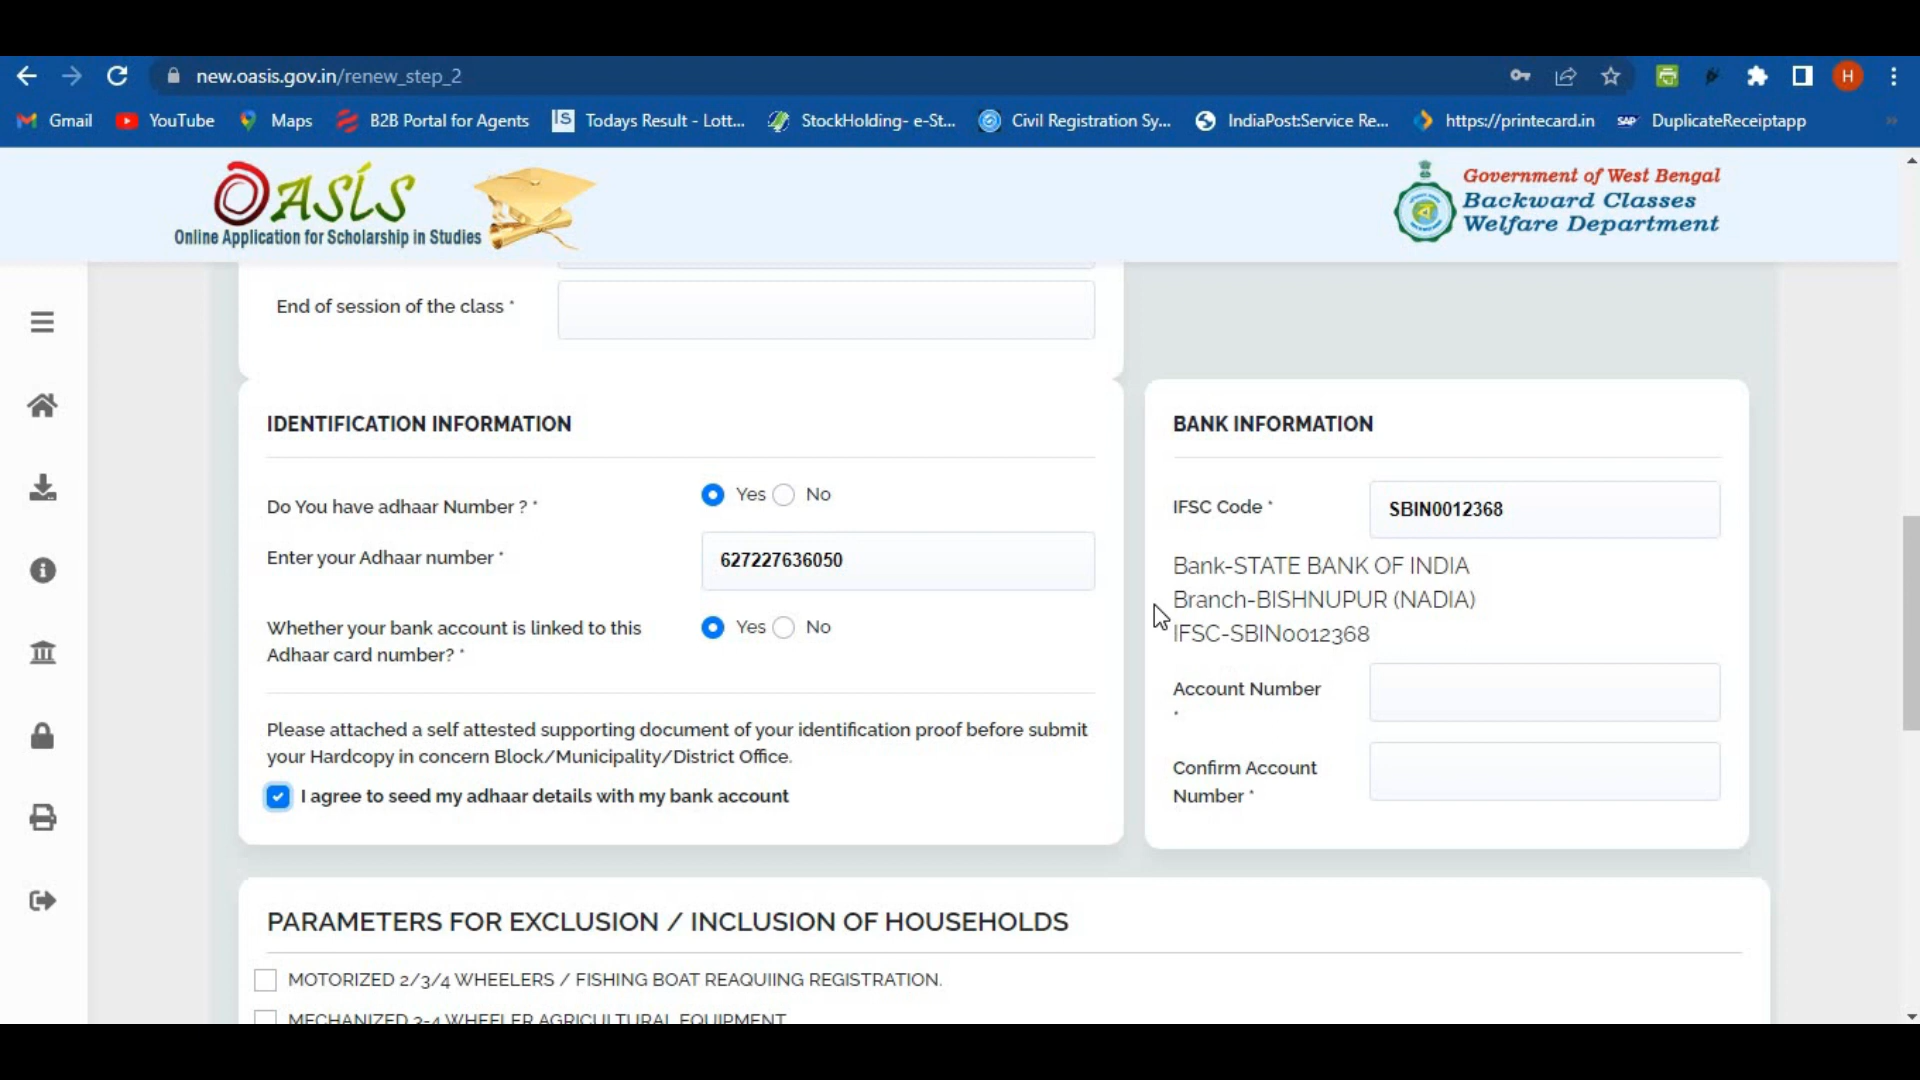 new.oasis.gov.in/renew_step_2
H
Gmail YouTube Maps B2B Portal for Agents Todays Result - Lott... StockHolding- e-St... Civil Registration Sy... IndiaPost:Service Re... https://printecard.in DuplicateReceiptapp
OASIS
Online Application for Scholarship in Studies
Government of West Bengal
Backward Classes
Welfare Department
End of session of the class *
IDENTIFICATION INFORMATION
Do You have adhaar Number ? * Yes No
Enter your Adhaar number * 627227636050
Whether your bank account is linked to this Yes No
Adhaar card number? *
Please attached a self attested supporting document of your identification proof before submit
your Hardcopy in concern Block/Municipality/District Office.
I agree to seed my adhaar details with my bank account
BANK INFORMATION
IFSC Code * SBIN0012368
Bank-STATE BANK OF INDIA
Branch-BISHNUPUR (NADIA)
IFSC-SBIN0012368
Account Number
*
Confirm Account
Number *
PARAMETERS FOR EXCLUSION / INCLUSION OF HOUSEHOLDS
MOTORIZED 2/3/4 WHEELERS / FISHING BOAT REAQUIING REGISTRATION.
MECHANIZED 3-4 WHEELER AGRICULTURAL EQUIPMENT